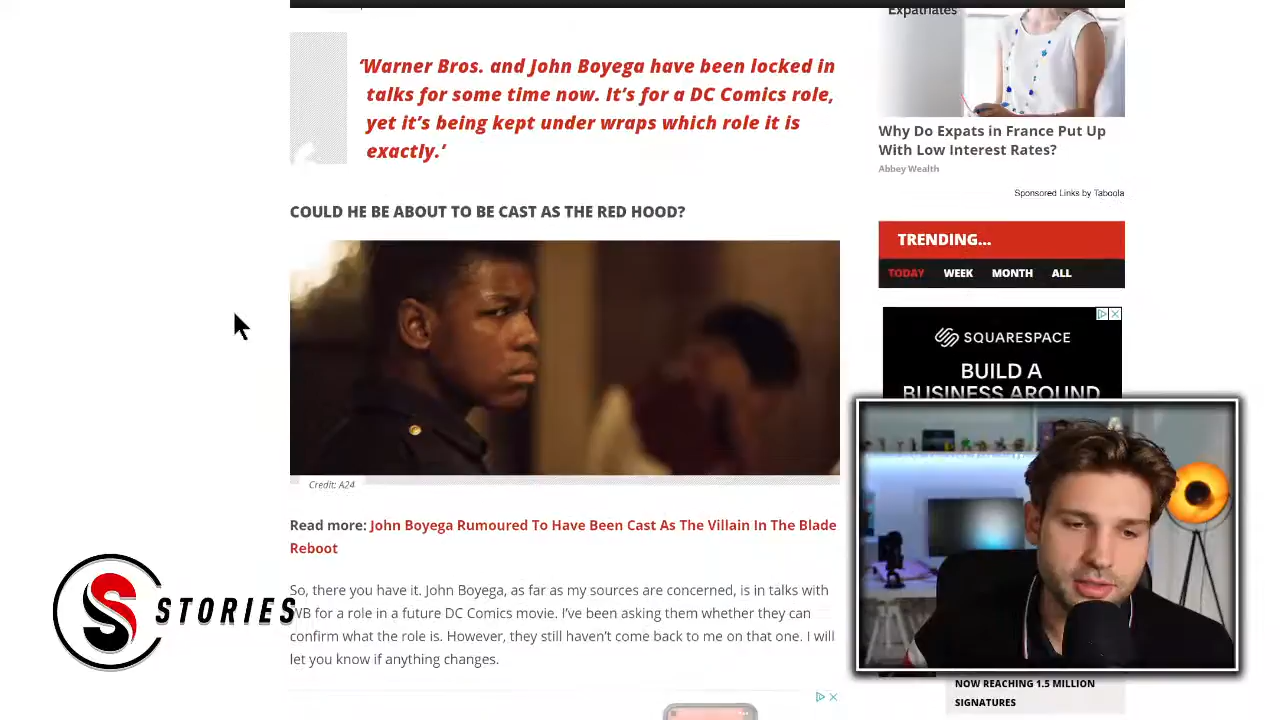 Expatriates
‘Warner Bros. and John Boyega have been locked in
talks for some time now. It’s for a DC Comics role,
yet it’s being kept under wraps which role it is
exactly.’
Why Do Expats in France Put Up
With Low Interest Rates?
Abbey Wealth
Sponsored Links by Taboola
COULD HE BE ABOUT TO BE CAST AS THE RED HOOD?
TRENDING...
TODAY WEEK MONTH ALL
SQUARESPACE
BUILD A
BUSINESS AROUND
Credit: A24
Read more: John Boyega Rumoured To Have Been Cast As The Villain In The Blade
Reboot
So, there you have it. John Boyega, as far as my sources are concerned, is in talks with
WB for a role in a future DC Comics movie. I’ve been asking them whether they can
confirm what the role is. However, they still haven’t come back to me on that one. I will
let you know if anything changes.
STORIES
NOW REACHING 1.5 MILLION
SIGNATURES